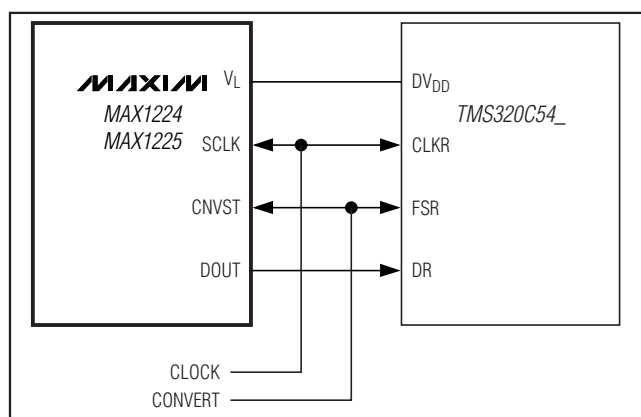 MAXIM
MAX1224
MAX1225
VL
SCLK
CNVST
DOUT
DVDD
TMS320C54_
CLKR
FSR
DR
CLOCK
CONVERT